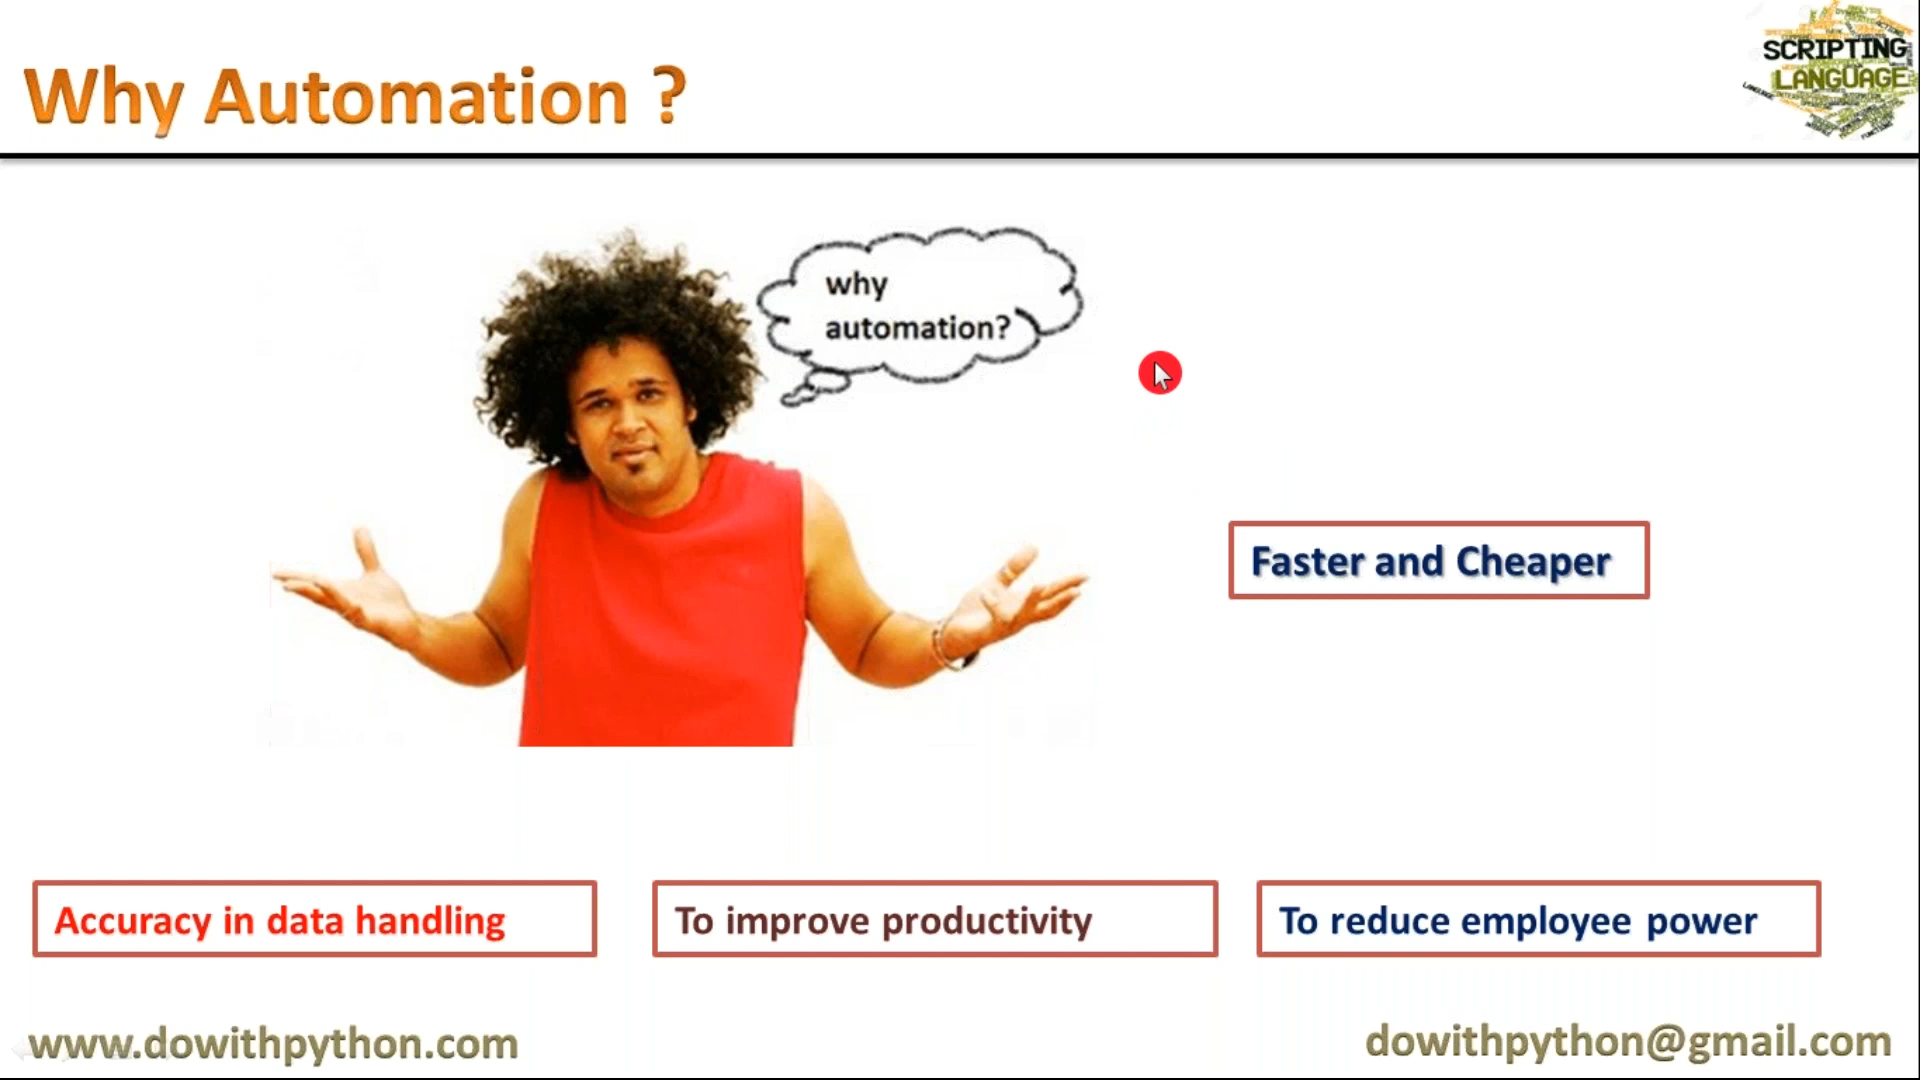 Why Automation ?
SCRIPTING
LANGUAGE
why
automation?
Faster and Cheaper
Accuracy in data handling
To improve productivity
To reduce employee power
www.dowithpython.com
dowithpython@gmail.com